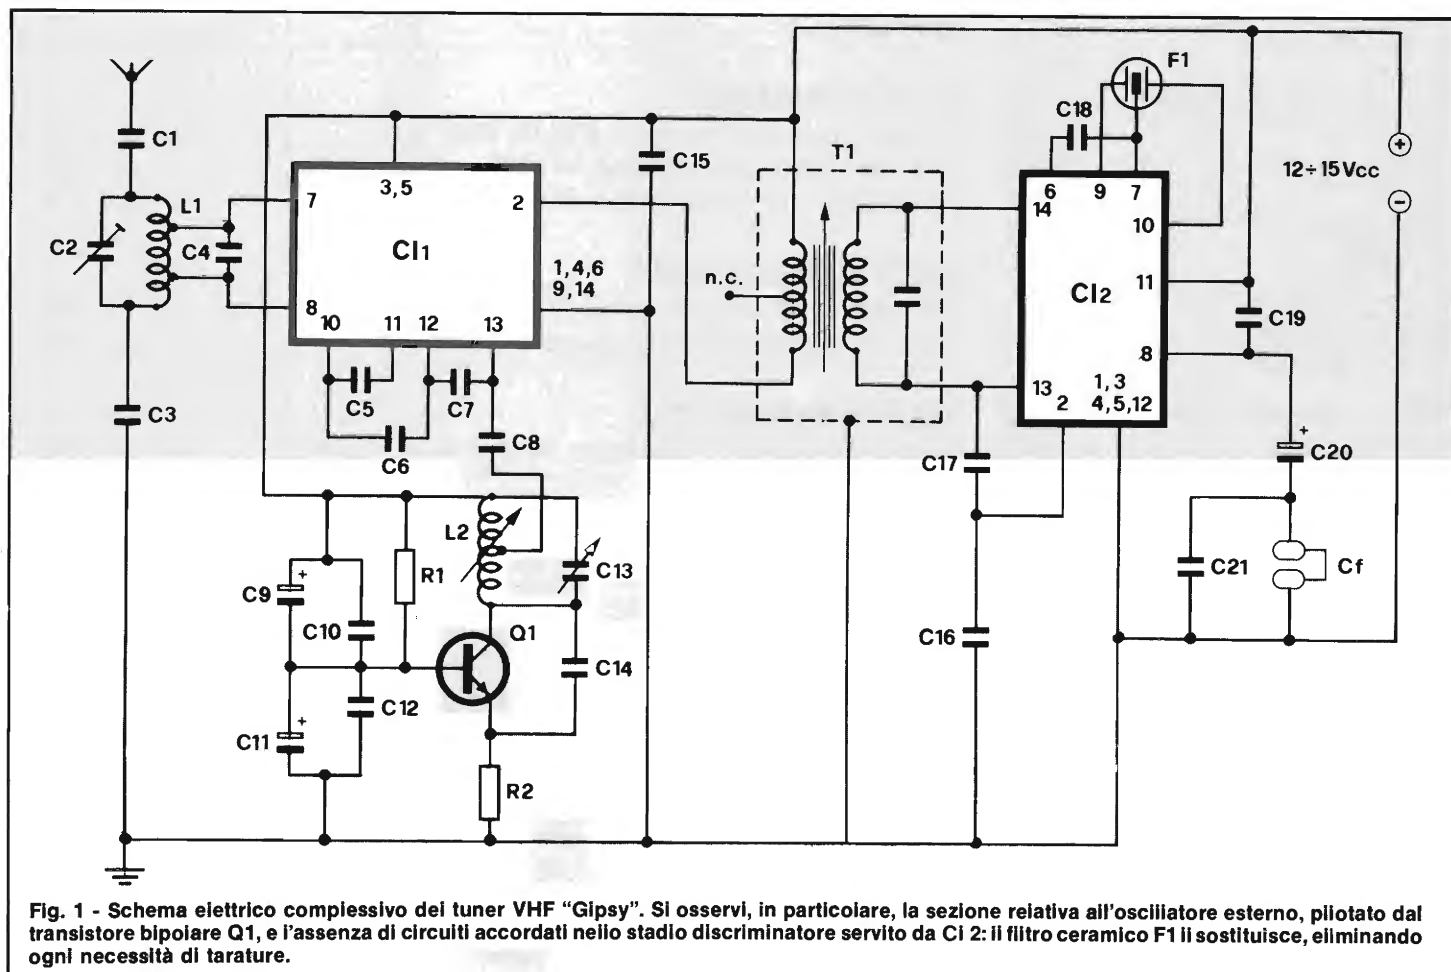 F1
C18
C1
C15
T1
12÷15Vcc
+
−
3,5
6 9 7
L1
7
2
14
10
C2
C4
CI1
n.c.
CI2
1,4,6
9,14
11
C19
8
10 11 12 13
8
13
2
1, 3
4,5,12
C3
C5
C7
C8
C6
C17
+
C20
L2
R1
C13
C21
Cf
C9
+
C10
Q1
C16
C14
C12
C11
+
R2
Fig. 1 - Schema elettrico complessivo del tuner VHF “Gipsy”. Si osservi, in particolare, la sezione relativa all'oscillatore esterno, pilotato dal
transistore bipolare Q1, e l'assenza di circuiti accordati nello stadio discriminatore servito da Ci 2: il filtro ceramico F1 li sostituisce, eliminando
ogni necessità di tarature.